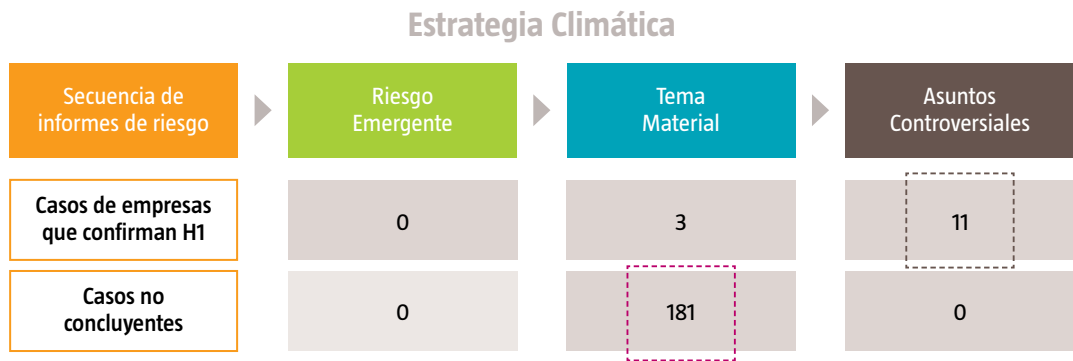 Estrategia Climática
Secuencia de
informes de riesgo
Riesgo
Emergente
Tema
Material
Asuntos
Controversiales
Casos de empresas
que confirman H1
0
3
11
Casos no
concluyentes
0
181
0